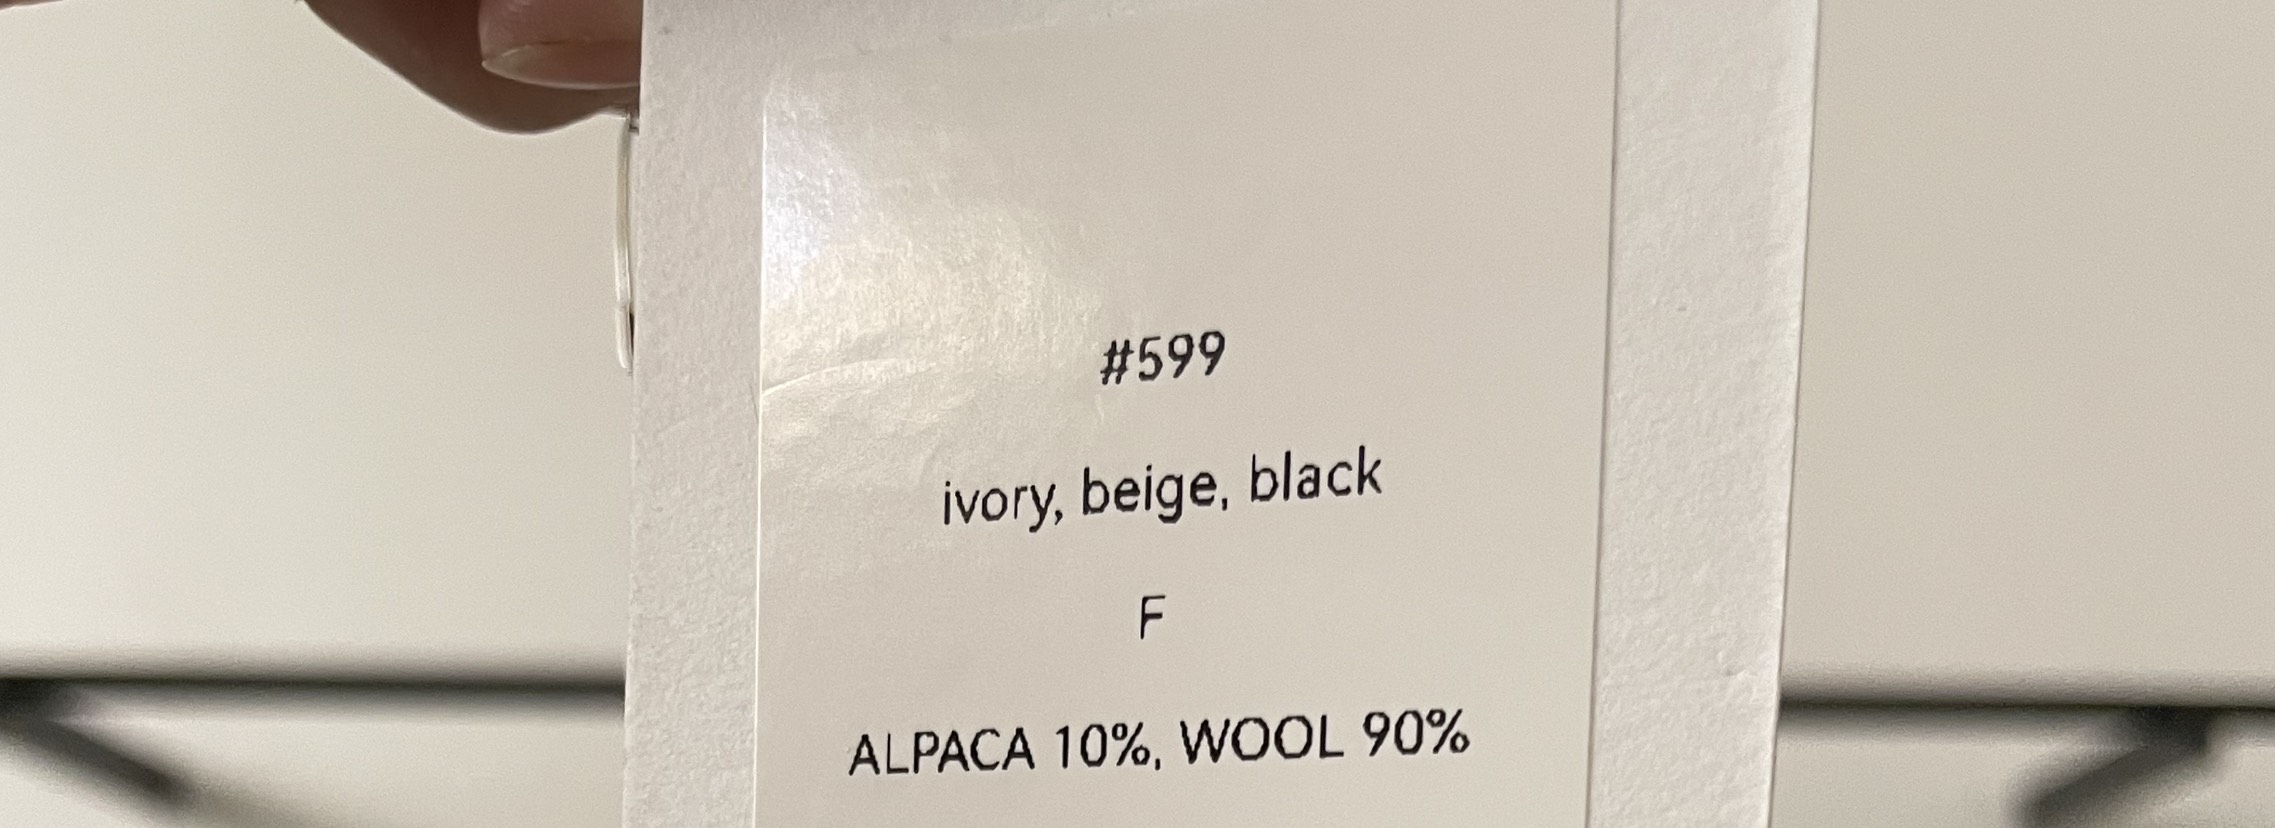 #599
ivory, beige, black
F
ALPACA 10%, WOOL 90%